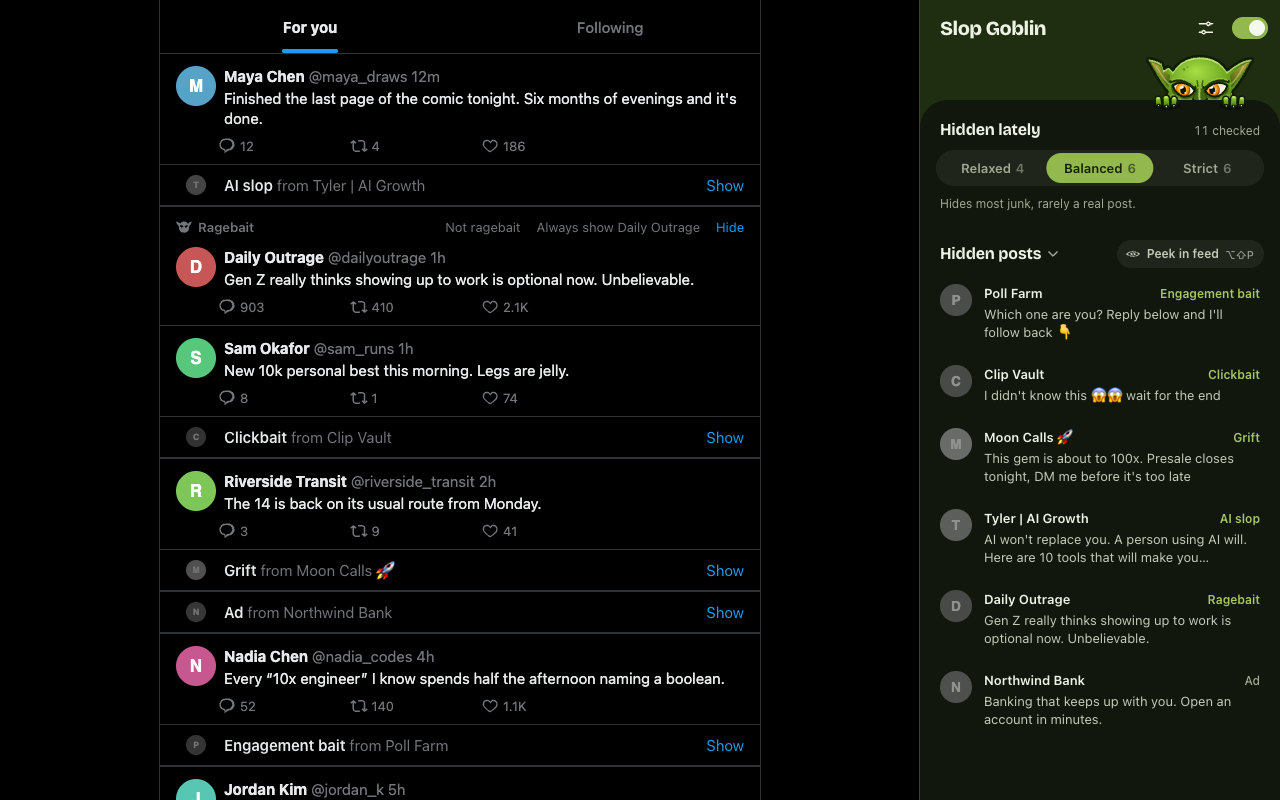 For you
Following
M
Maya Chen @maya_draws 12m
Finished the last page of the comic tonight. Six months of evenings and it's
done.
12 4 186
T
AI slop from Tyler | AI Growth Show
Ragebait Not ragebait Always show Daily Outrage Hide
D
Daily Outrage @dailyoutrage 1h
Gen Z really thinks showing up to work is optional now. Unbelievable.
903 410 2.1K
S
Sam Okafor @sam_runs 1h
New 10k personal best this morning. Legs are jelly.
8 1 74
C
Clickbait from Clip Vault Show
R
Riverside Transit @riverside_transit 2h
The 14 is back on its usual route from Monday.
3 9 41
M
Grift from Moon Calls 🚀 Show
N
Ad from Northwind Bank Show
N
Nadia Chen @nadia_codes 4h
Every “10x engineer” I know spends half the afternoon naming a boolean.
52 140 1.1K
P
Engagement bait from Poll Farm Show
J
Jordan Kim @jordan_k 5h
Slop Goblin
Hidden lately 11 checked
Relaxed 4 Balanced 6 Strict 6
Hides most junk, rarely a real post.
Hidden posts Peek in feed ⌥⇧P
P
Poll Farm Engagement bait
Which one are you? Reply below and I'll
follow back 👇
C
Clip Vault Clickbait
I didn't know this 😱😱 wait for the end
M
Moon Calls 🚀 Grift
This gem is about to 100x. Presale closes
tonight, DM me before it's too late
T
Tyler | AI Growth AI slop
AI won't replace you. A person using AI will.
Here are 10 tools that will make you…
D
Daily Outrage Ragebait
Gen Z really thinks showing up to work is
optional now. Unbelievable.
N
Northwind Bank Ad
Banking that keeps up with you. Open an
account in minutes.